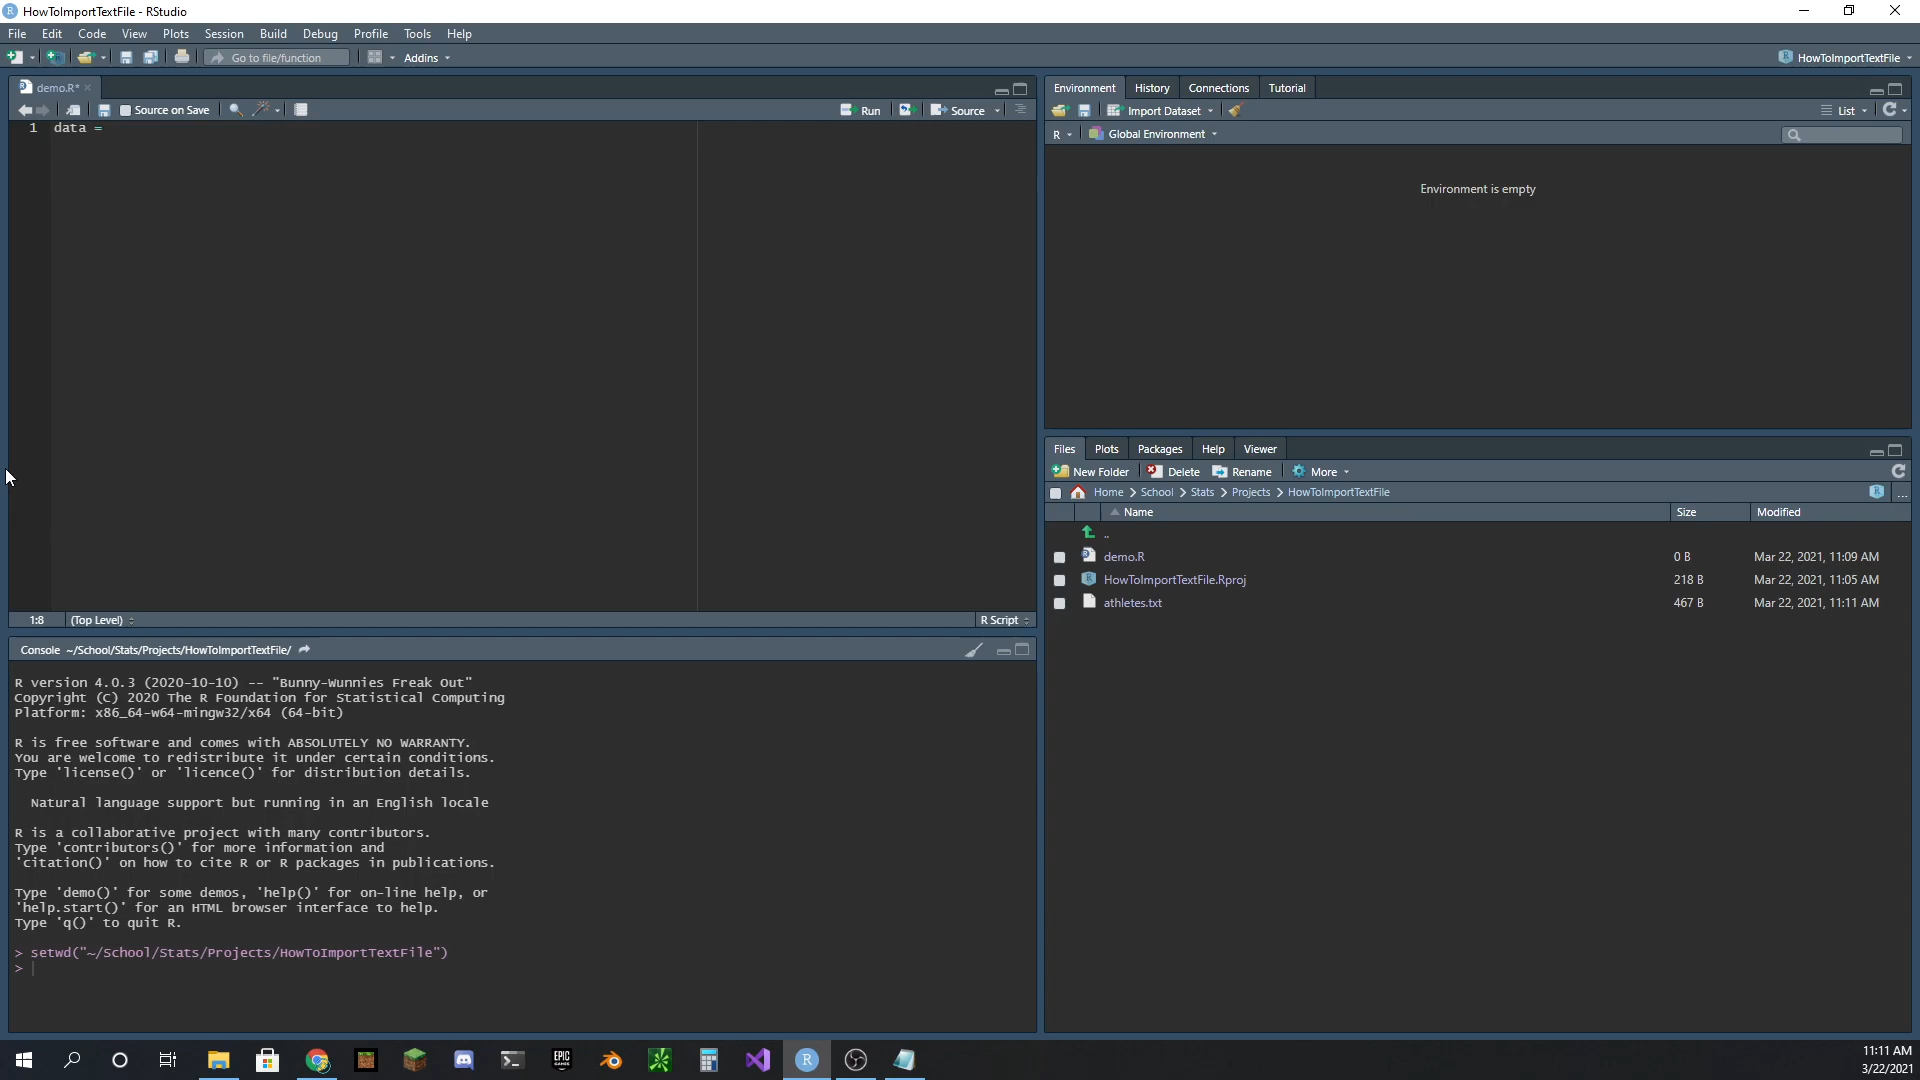 HowToImportTextFile - RStudio
File Edit Code View Plots Session Build Debug Profile Tools Help
Go to file/function Addins HowToImportTextFile
demo.R*
Source on Save Run Source
1 data =
1:8 (Top Level) R Script
Console ~/School/Stats/Projects/HowToImportTextFile/
R version 4.0.3 (2020-10-10) -- "Bunny-Wunnies Freak Out"
Copyright (C) 2020 The R Foundation for Statistical Computing
Platform: x86_64-w64-mingw32/x64 (64-bit)
R is free software and comes with ABSOLUTELY NO WARRANTY.
You are welcome to redistribute it under certain conditions.
Type 'license()' or 'licence()' for distribution details.
Natural language support but running in an English locale
R is a collaborative project with many contributors.
Type 'contributors()' for more information and
'citation()' on how to cite R or R packages in publications.
Type 'demo()' for some demos, 'help()' for on-line help, or
'help.start()' for an HTML browser interface to help.
Type 'q()' to quit R.
> setwd("~/School/Stats/Projects/HowToImportTextFile")
>
Environment History Connections Tutorial
Import Dataset List
R Global Environment
Environment is empty
Files Plots Packages Help Viewer
New Folder Delete Rename More
Home School Stats Projects HowToImportTextFile ...
Name Size Modified
..
demo.R 0 B Mar 22, 2021, 11:09 AM
HowToImportTextFile.Rproj 218 B Mar 22, 2021, 11:05 AM
athletes.txt 467 B Mar 22, 2021, 11:11 AM
EPIC GAMES
R
11:11 AM
3/22/2021